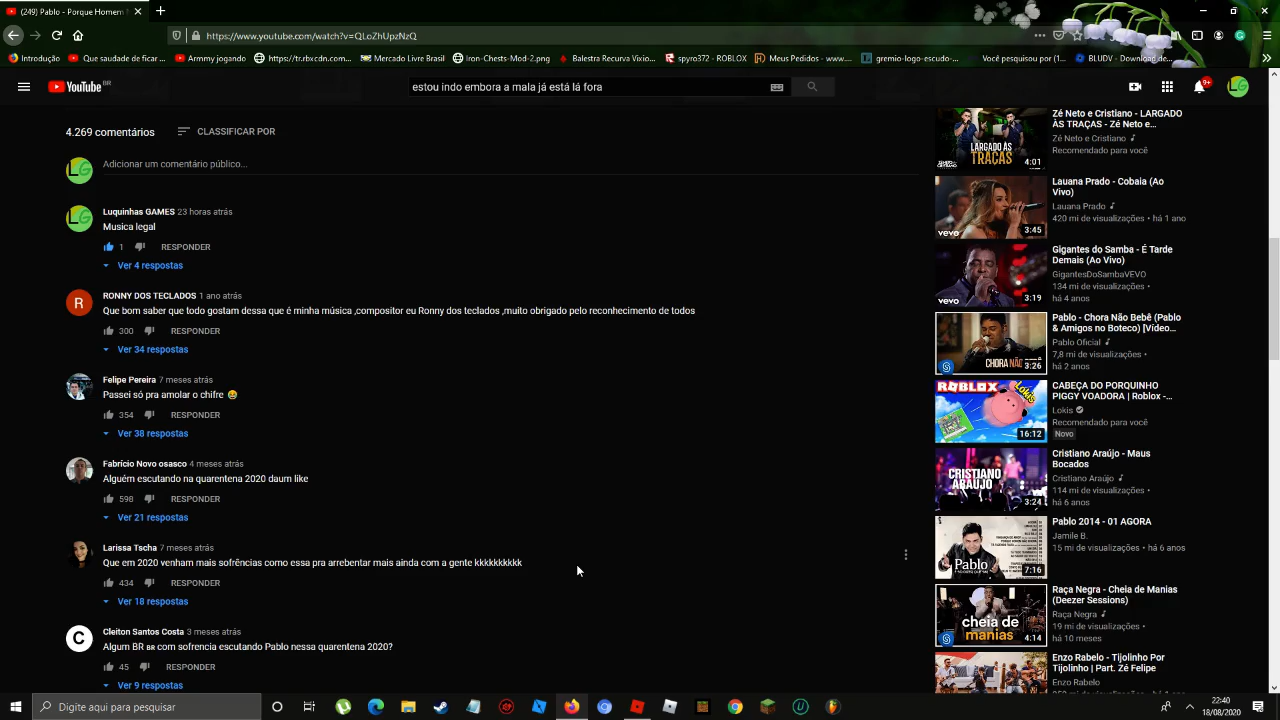 (249) Pablo - Porque Homem
https://www.youtube.com/watch?v=QLoZhUpzNzQ
Introdução
Que saudade de ficar ...
Armmy jogando
https://tr.rbxcdn.com...
Mercado Livre Brasil
Iron-Chests-Mod-2.png
Balestra Recurva Vixio...
spyro372 - ROBLOX
Meus Pedidos - www....
gremio-logo-escudo-...
Você pesquisou por (1...
BLUDV - Download de...
YouTube BR
estou indo embora a mala já está lá fora
9+
LG
4.269 comentários
CLASSIFICAR POR
LG
Adicionar um comentário público...
LG
Luquinhas GAMES 23 horas atrás
Musica legal
1 RESPONDER
Ver 4 respostas
R
RONNY DOS TECLADOS 1 ano atrás
Que bom saber que todo gostam dessa que é minha música ,compositor eu Ronny dos teclados ,muito obrigado pelo reconhecimento de todos
300 RESPONDER
Ver 34 respostas
Felipe Pereira 7 meses atrás
Passei só pra amolar o chifre 😅
354 RESPONDER
Ver 38 respostas
Fabrício Novo osasco 4 meses atrás
Alguém escutando na quarentena 2020 daum like
598 RESPONDER
Ver 21 respostas
Larissa Tscha 7 meses atrás
Que em 2020 venham mais sofrências como essa pra arrebentar mais ainda com a gente kkkkkkkkk
434 RESPONDER
Ver 18 respostas
C
Cleiton Santos Costa 3 meses atrás
Algum BR 🇧🇷 com sofrencia escutando Pablo nessa quarentena 2020?
45 RESPONDER
Ver 9 respostas
LARGADO ÀS
TRAÇAS
4:01
Zé Neto e Cristiano - LARGADO
ÀS TRAÇAS - Zé Neto e...
Zé Neto e Cristiano
Recomendado para você
vevo
3:45
Lauana Prado - Cobaia (Ao
Vivo)
Lauana Prado
420 mi de visualizações • há 1 ano
vevo
3:19
Gigantes do Samba - É Tarde
Demais (Ao Vivo)
GigantesDoSambaVEVO
134 mi de visualizações •
há 4 anos
CHORA NÃO
3:26
Pablo - Chora Não Bebê (Pablo
& Amigos no Boteco) [Vídeo...
Pablo Oficial
7,8 mi de visualizações •
há 2 anos
ROBLOX
Lokis
16:12
CABEÇA DO PORQUINHO
PIGGY VOADORA | Roblox -...
Lokis
Recomendado para você
Novo
CRISTIANO
ARAÚJO
3:24
Cristiano Araújo - Maus
Bocados
Cristiano Araújo
114 mi de visualizações •
há 6 anos
Pablo
7:16
Pablo 2014 - 01 AGORA
Jamile B.
15 mi de visualizações • há 6 anos
cheia de
manias
4:14
Raça Negra - Cheia de Manias
(Deezer Sessions)
Raça Negra
19 mi de visualizações •
há 10 meses
Enzo Rabelo - Tijolinho Por
Tijolinho | Part. Zé Felipe
Enzo Rabelo
Digite aqui para pesquisar
22:40
18/08/2020